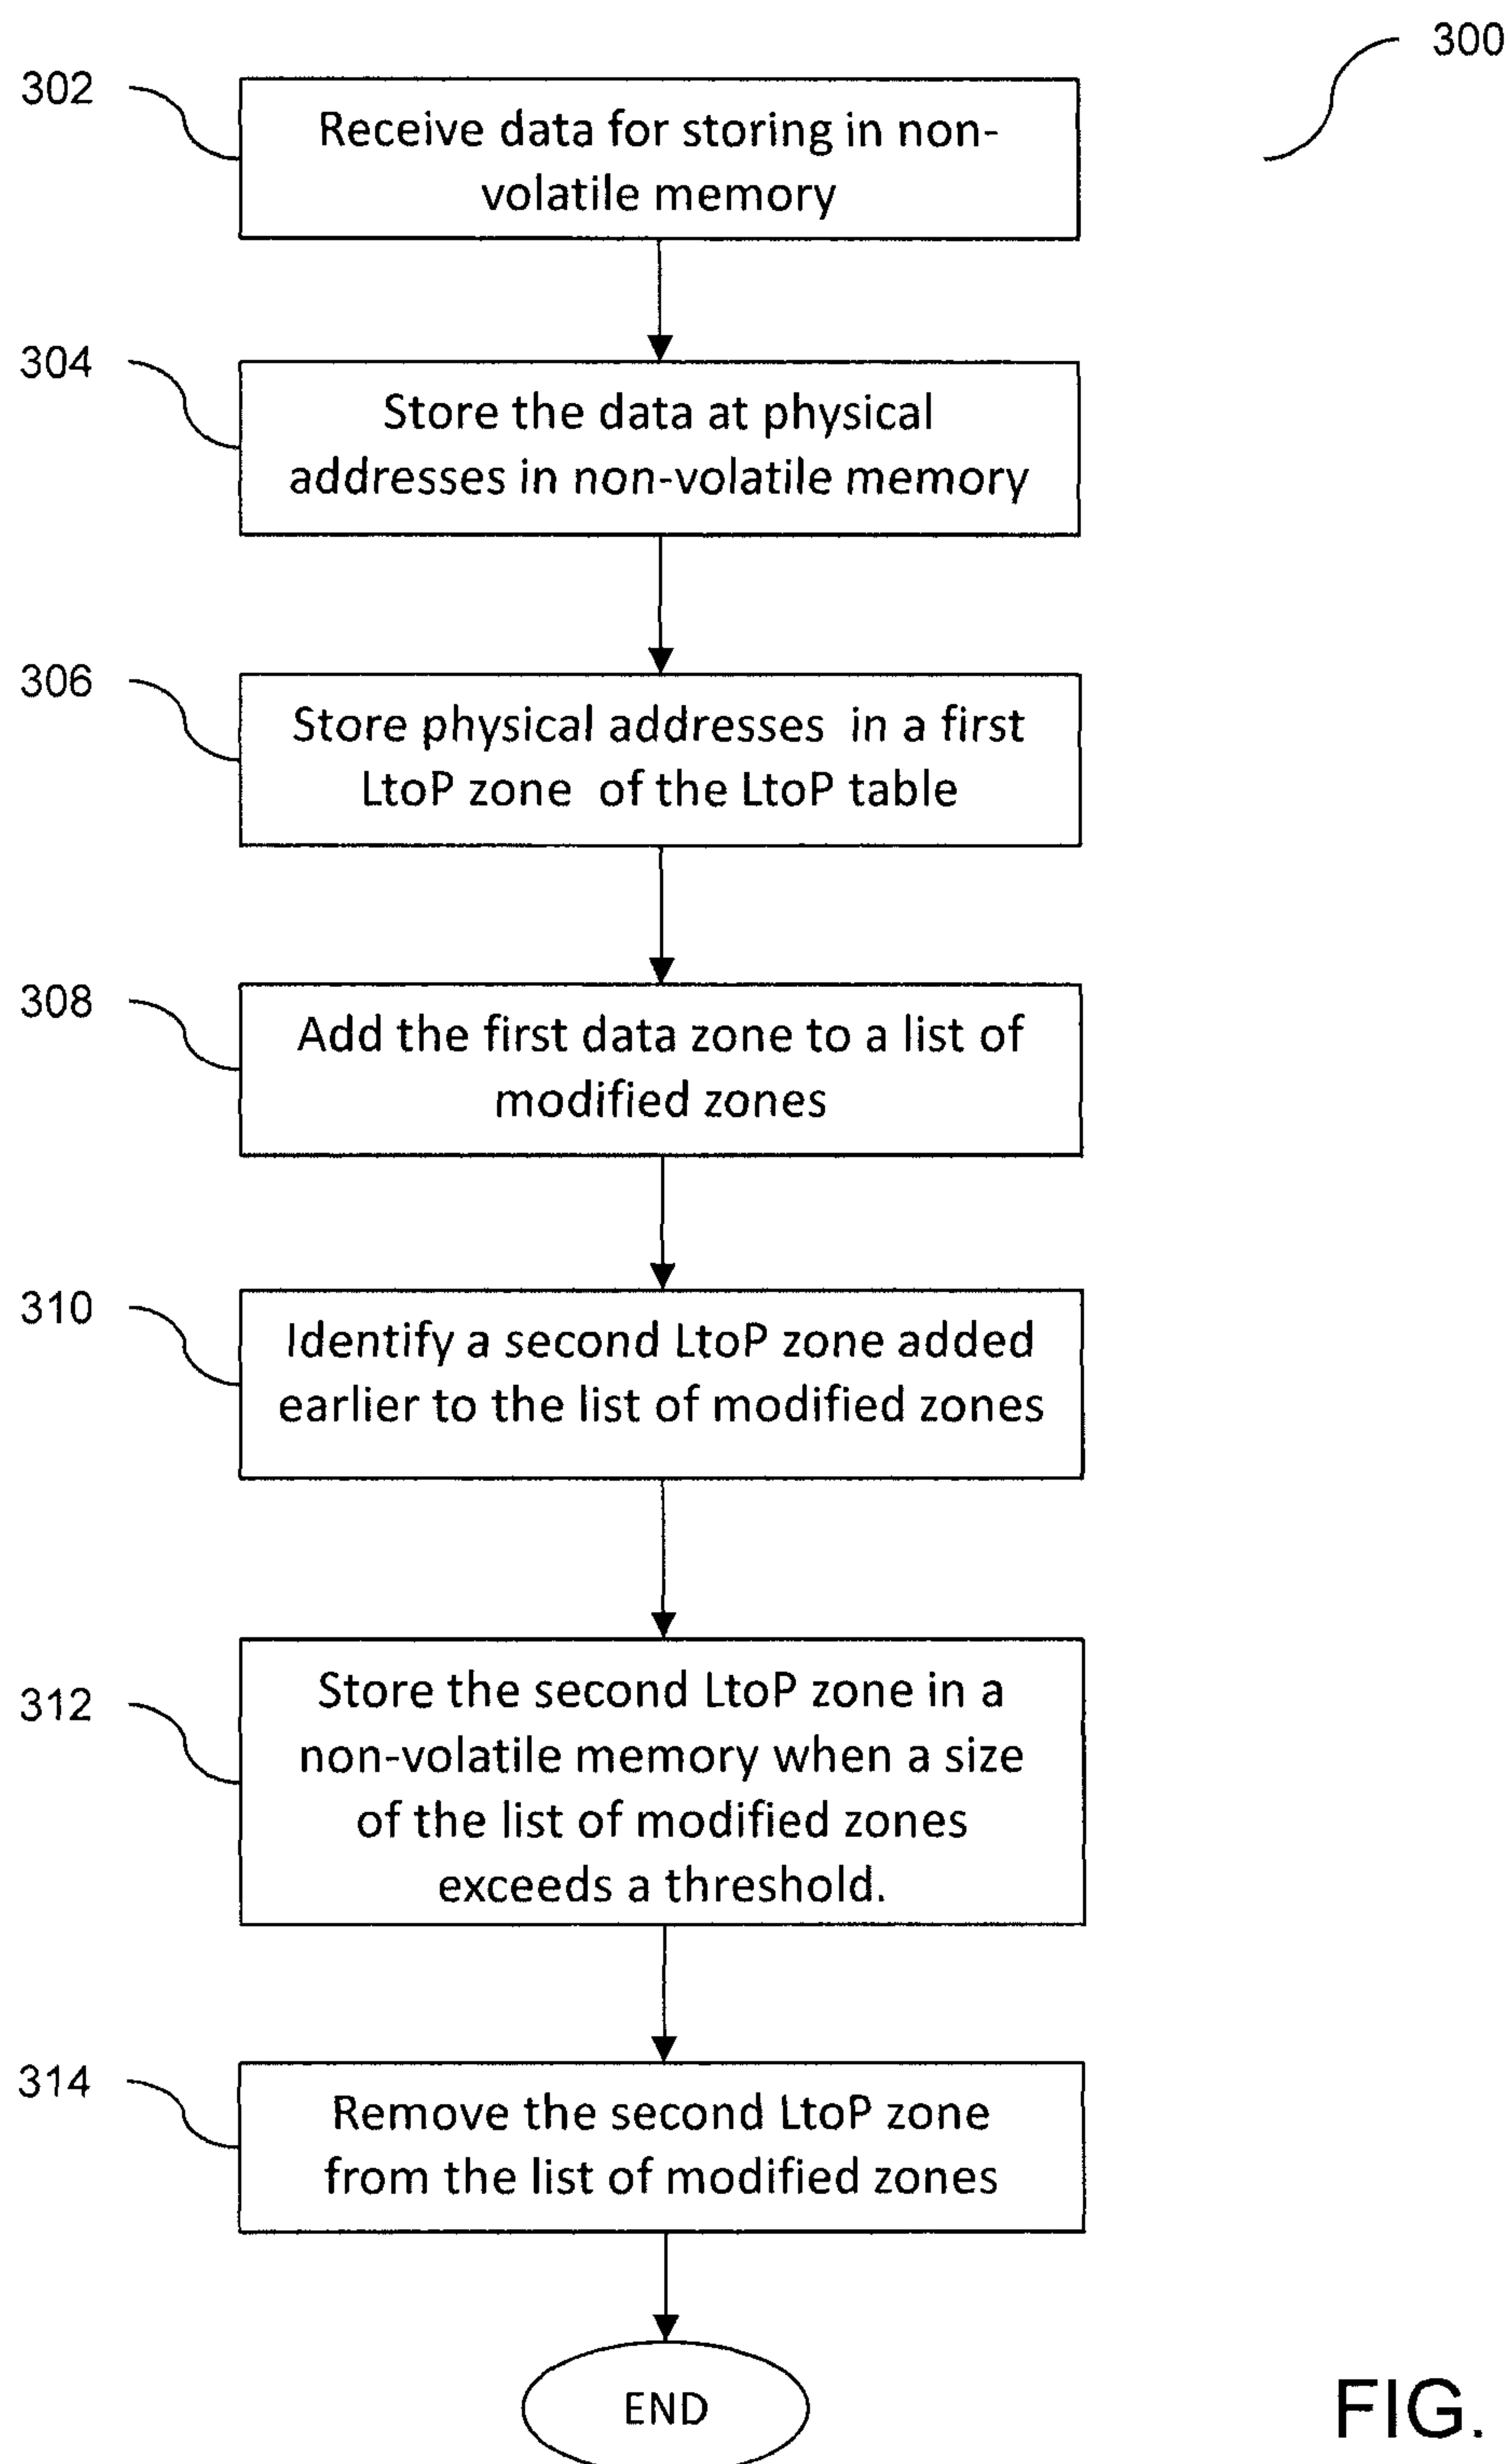 300
302
Receive data for storing in non-
volatile memory
304
Store the data at physical
addresses in non-volatile memory
306
Store physical addresses in a first
LtoP zone of the LtoP table
308
Add the first data zone to a list of
modified zones
310
Identify a second LtoP zone added
earlier to the list of modified zones
312
Store the second LtoP zone in a
non-volatile memory when a size
of the list of modified zones
exceeds a threshold.
314
Remove the second LtoP zone
from the list of modified zones
END
FIG.